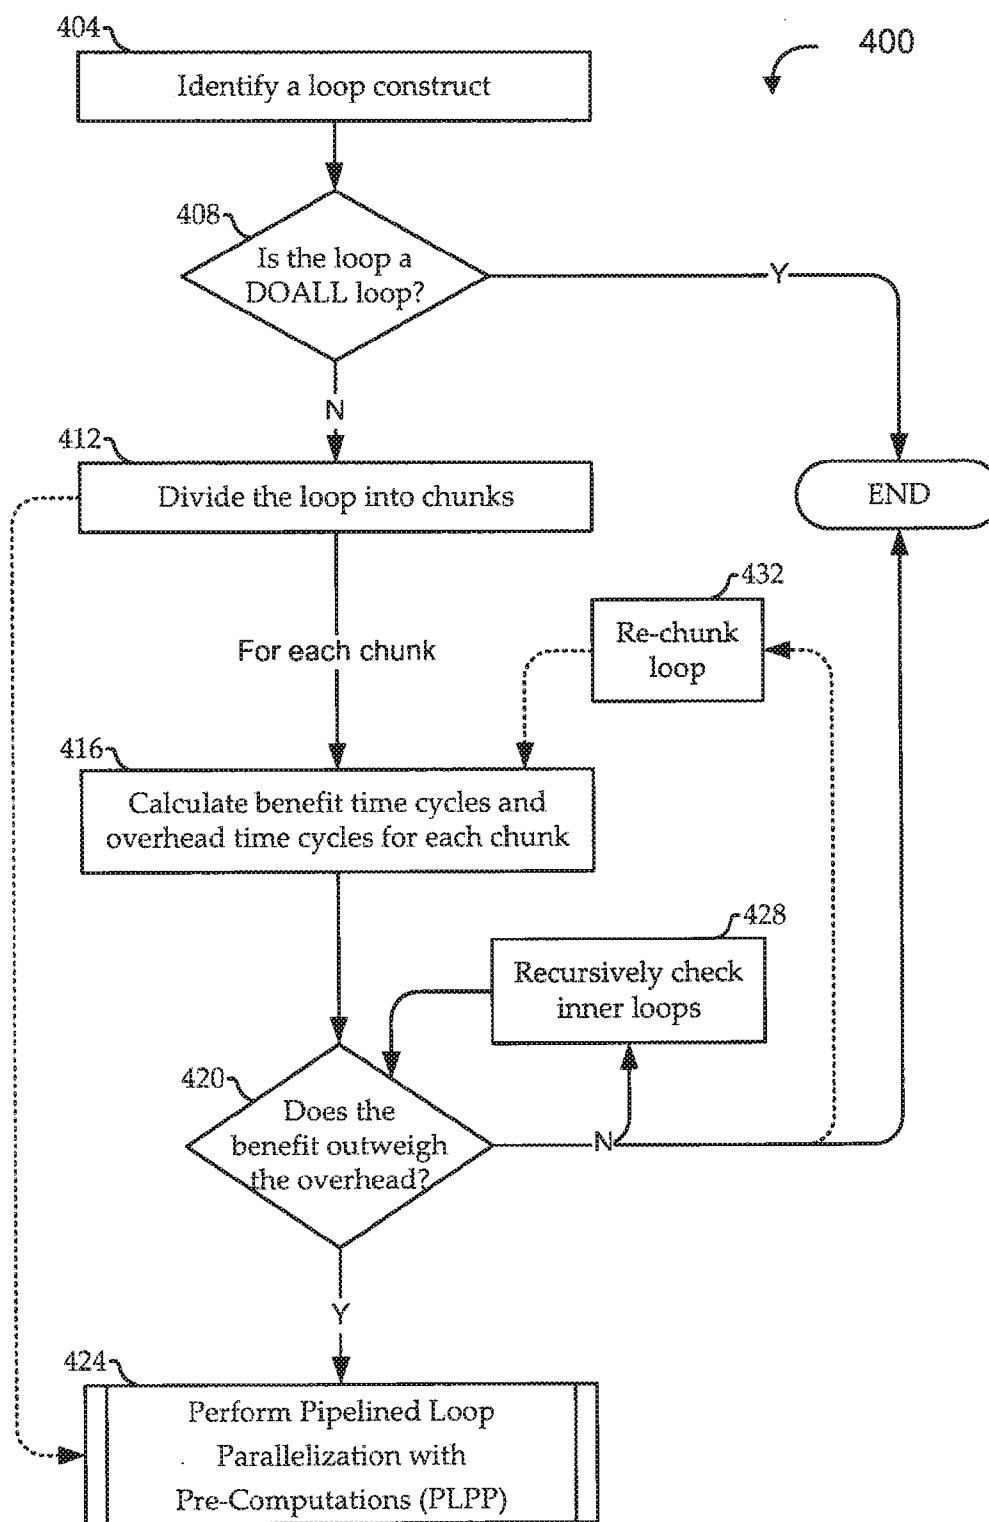 404
400
Identify a loop construct
408
Is the loop a
DOALL loop?
Y
N
412
Divide the loop into chunks
END
432
Re-chunk
loop
For each chunk
416
Calculate benefit time cycles and
overhead time cycles for each chunk
428
Recursively check
inner loops
420
Does the
benefit outweigh
the overhead?
N
Y
424
Perform Pipelined Loop
Parallelization with
Pre-Computations (PLPP)